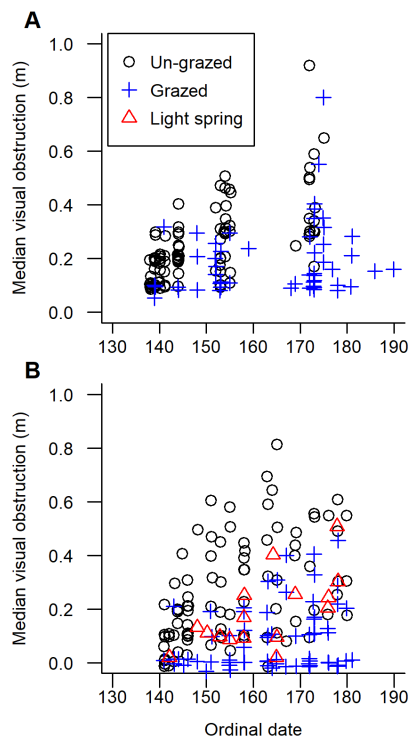 A
Median visual obstruction (m)
1.0
0.8
0.6
0.4
0.2
0.0
Un-grazed
Grazed
Light spring
130 140 150 160 170 180 190
B
Median visual obstruction (m)
1.0
0.8
0.6
0.4
0.2
0.0
130 140 150 160 170 180 190
Ordinal date